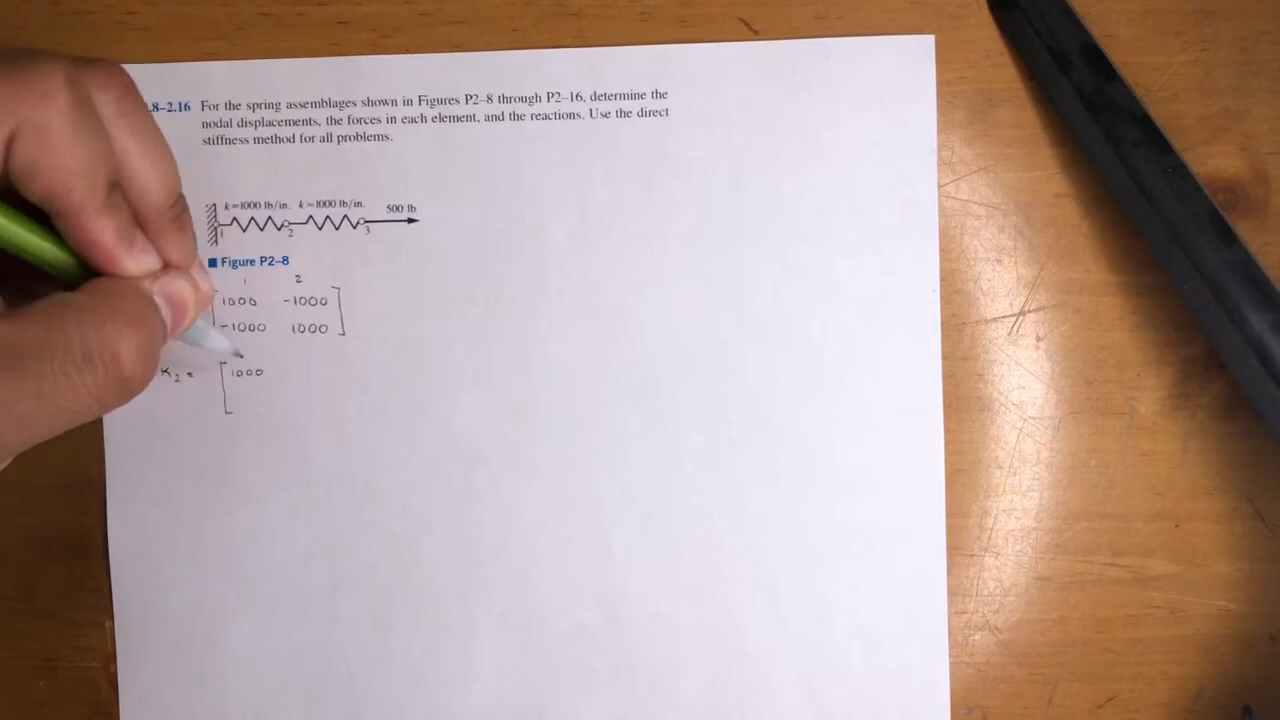 .8–2.16 For the spring assemblages shown in Figures P2–8 through P2–16, determine the
nodal displacements, the forces in each element, and the reactions. Use the direct
stiffness method for all problems.
k=1000 lb/in. k=1000 lb/in. 500 lb
1 2 3
■ Figure P2–8
1 2
1000 -1000
-1000 1000
K2 = [1000